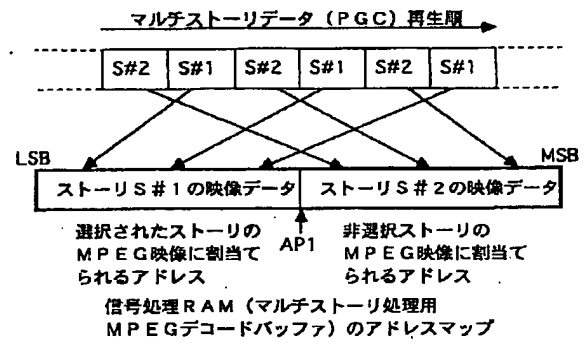 マルチストーリデータ（ＰＧＣ）再生順
S#2 S#1 S#2 S#1 S#2 S#1
LSB MSB
ストーリＳ＃１の映像データ ストーリＳ＃２の映像データ
選択されたストーリの
ＭＰＥＧ映像に割当て
られるアドレス
AP1
非選択ストーリの
ＭＰＥＧ映像に割当て
られるアドレス
信号処理ＲＡＭ（マルチストーリ処理用
ＭＰＥＧデコードバッファ）のアドレスマップ